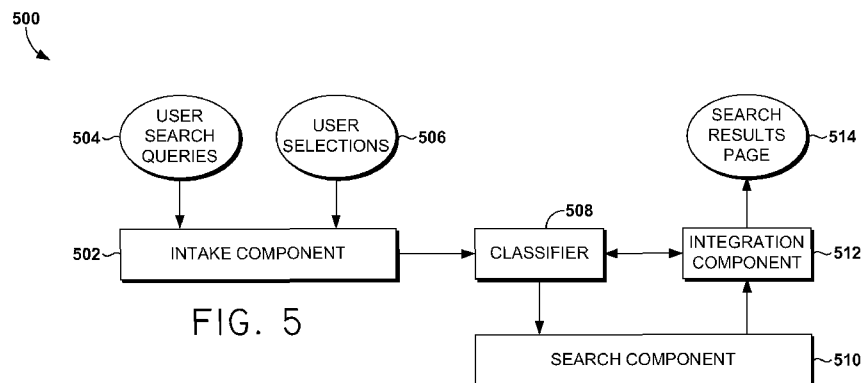 500
504
USER
SEARCH
QUERIES
USER
SELECTIONS
506
SEARCH
RESULTS
PAGE
514
508
502
INTAKE COMPONENT
CLASSIFIER
INTEGRATION
COMPONENT
512
FIG. 5
SEARCH COMPONENT
510